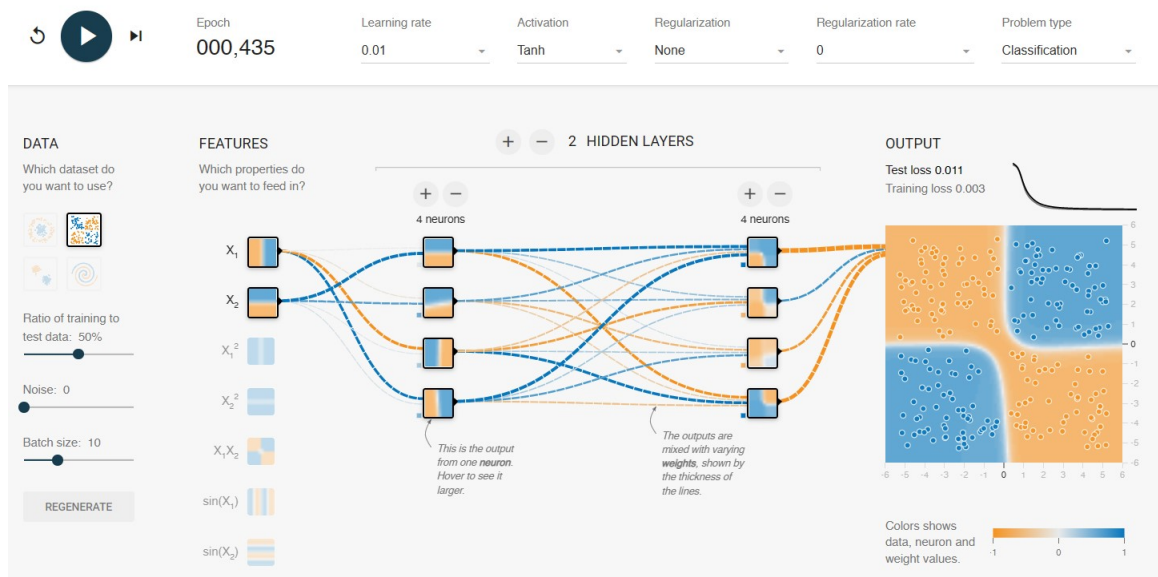 Epoch
000,435
Learning rate
0.01
Activation
Tanh
Regularization
None
Regularization rate
0
Problem type
Classification
DATA
Which dataset do
you want to use?
Ratio of training to
test data: 50%
Noise: 0
Batch size: 10
REGENERATE
FEATURES
Which properties do
you want to feed in?
X₁
X₂
X₁²
X₂²
X₁X₂
sin(X₁)
sin(X₂)
+ − 2 HIDDEN LAYERS
+ −
4 neurons
+ −
4 neurons
This is the output
from one neuron.
Hover to see it
larger.
The outputs are
mixed with varying
weights, shown by
the thickness of
the lines.
OUTPUT
Test loss 0.011
Training loss 0.003
6
5
4
3
2
1
0
-1
-2
-3
-4
-5
-6
-6 -5 -4 -3 -2 -1 0 1 2 3 4 5 6
Colors shows
data, neuron and
weight values.
-1 0 1